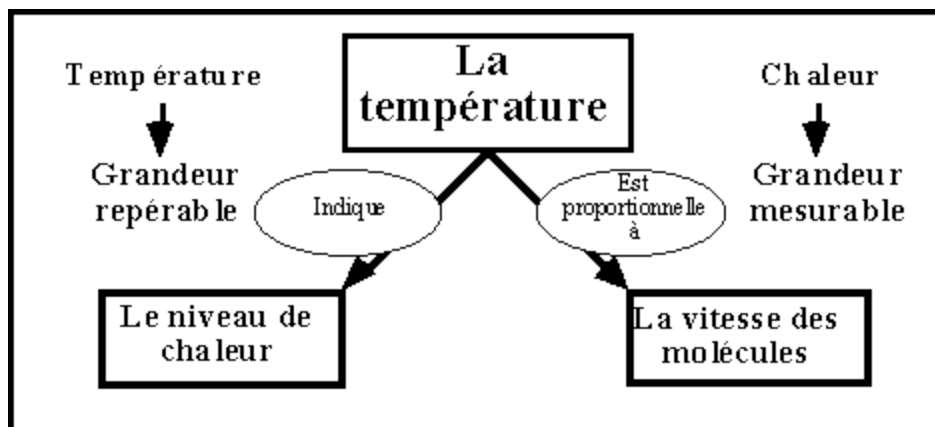 La
température
Température
Grandeur
repérable
Chaleur
Grandeur
mesurable
Indique
Est
proportionnelle
à
Le niveau de
chaleur
La vitesse des
molécules